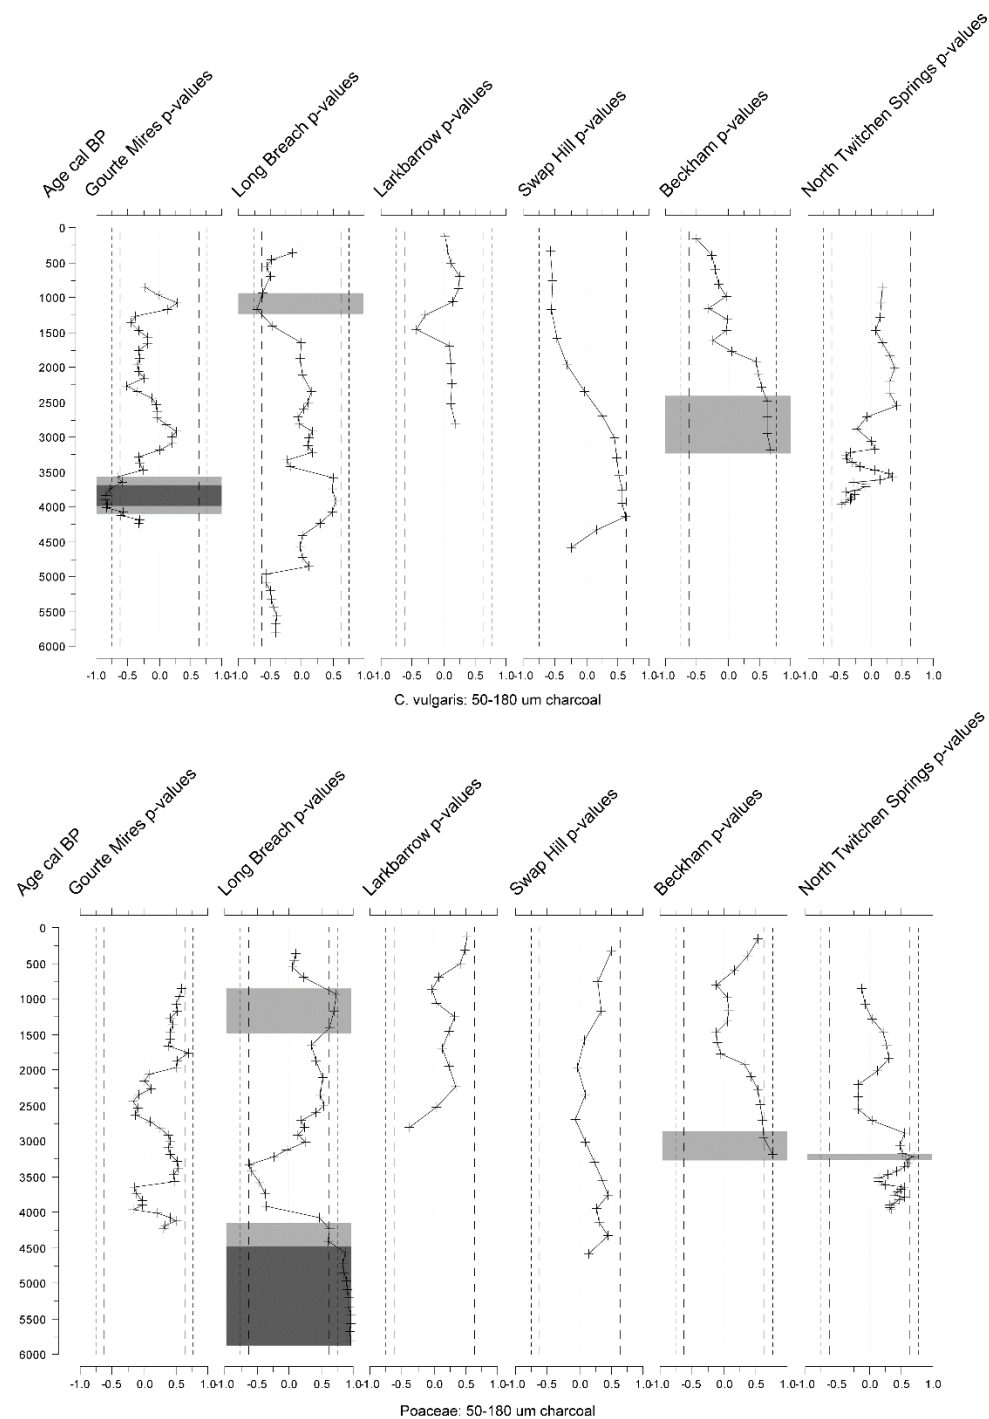 Age cal BP
Gourte Mires p-values
Long Breach p-values
Larkbarrow p-values
Swap Hill p-values
Beckham p-values
North Twitchen Springs p-values
0
500
1000
1500
2000
2500
3000
3500
4000
4500
5000
5500
6000
-1.0 -0.5 0.0 0.5 1.0 -1.0 -0.5 0.0 0.5 1.0 -1.0 -0.5 0.0 0.5 1.0 -1.0 -0.5 0.0 0.5 1.0 -1.0 -0.5 0.0 0.5 1.0 -1.0 -0.5 0.0 0.5 1.0
C. vulgaris: 50-180 um charcoal
Age cal BP
Gourte Mires p-values
Long Breach p-values
Larkbarrow p-values
Swap Hill p-values
Beckham p-values
North Twitchen Springs p-values
0
500
1000
1500
2000
2500
3000
3500
4000
4500
5000
5500
6000
-1.0 -0.5 0.0 0.5 1.0 -1.0 -0.5 0.0 0.5 1.0 -1.0 -0.5 0.0 0.5 1.0 -1.0 -0.5 0.0 0.5 1.0 -1.0 -0.5 0.0 0.5 1.0 -1.0 -0.5 0.0 0.5 1.0
Poaceae: 50-180 um charcoal